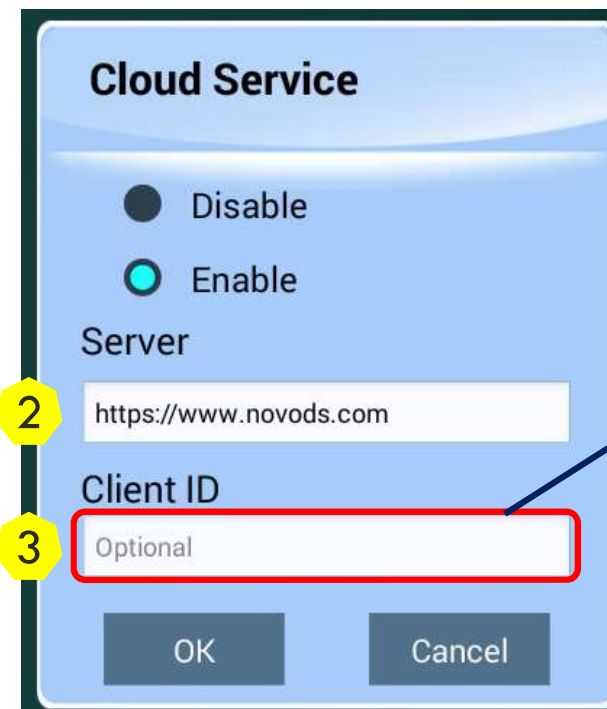 Cloud Service
Disable
Enable
Server
2
https://www.novods.com
Client ID
3
Optional
OK
Cancel